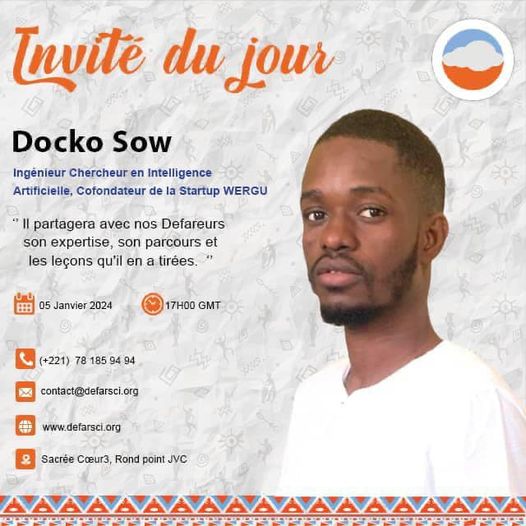 Invité du jour
Docko Sow
Ingénieur Chercheur en Intelligence
Artificielle, Cofondateur de la Startup WERGU
‘’ Il partagera avec nos Defareurs
son expertise, son parcours et
les leçons qu'il en a tirées. ‘’
05 Janvier 2024
17H00 GMT
(+221) 78 185 94 94
contact@defarsci.org
www.defarsci.org
Sacrée Cœur3, Rond point JVC